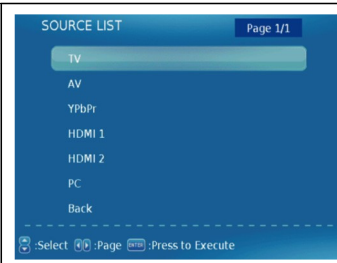 SOURCE LIST
Page 1/1
TV
AV
YPbPr
HDMI 1
HDMI 2
PC
Back
:Select :Page ENTER :Press to Execute